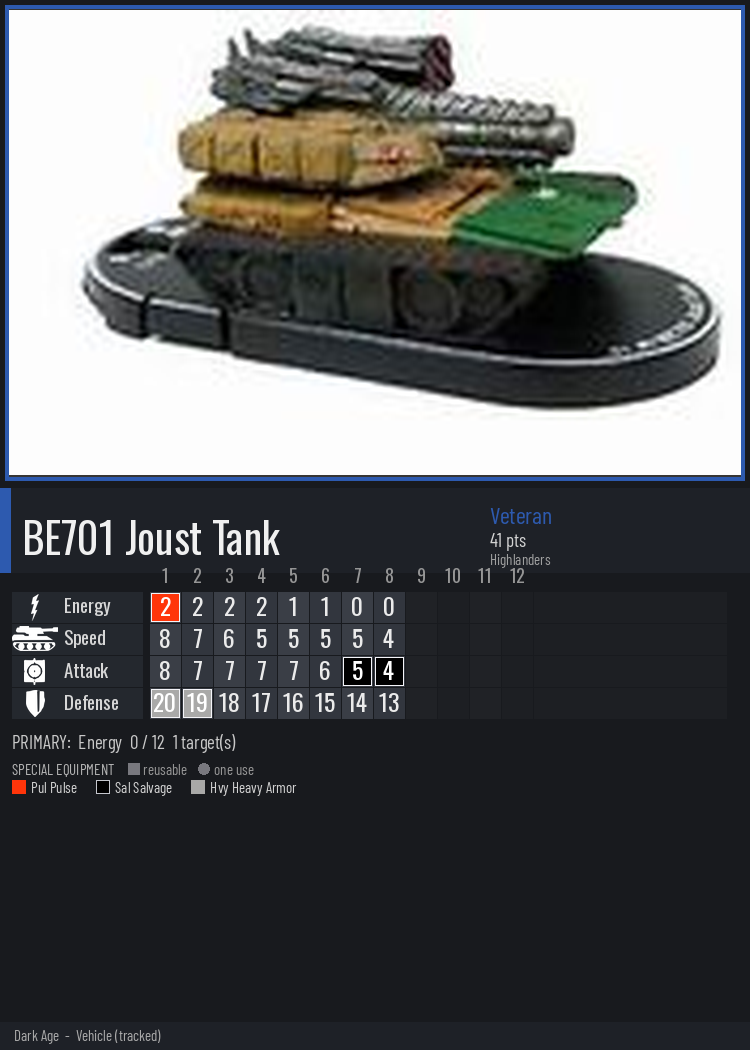 BE701 Joust Tank
Veteran
41 pts
Highlanders
1 2 3 4 5 6 7 8 9 10 11 12
Energy 2 2 2 2 1 1 0 0
Speed 8 7 6 5 5 5 5 4
Attack 8 7 7 7 7 6 5 4
Defense 20 19 18 17 16 15 14 13
PRIMARY: Energy 0 / 12 1 target(s)
SPECIAL EQUIPMENT reusable one use
Pul Pulse Sal Salvage Hvy Heavy Armor
Dark Age - Vehicle (tracked)